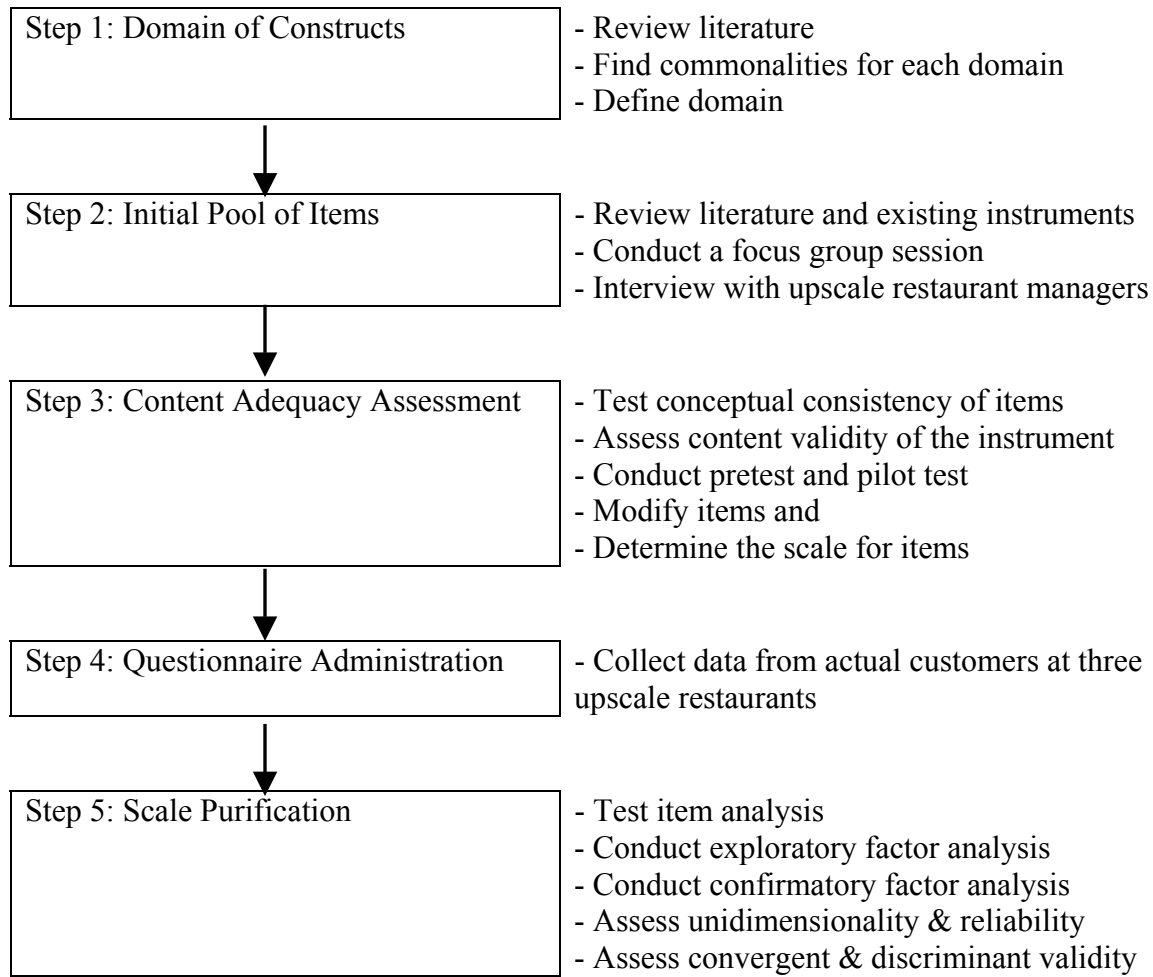 Step 1: Domain of Constructs
- Review literature
- Find commonalities for each domain
- Define domain
Step 2: Initial Pool of Items
- Review literature and existing instruments
- Conduct a focus group session
- Interview with upscale restaurant managers
Step 3: Content Adequacy Assessment
- Test conceptual consistency of items
- Assess content validity of the instrument
- Conduct pretest and pilot test
- Modify items and
- Determine the scale for items
Step 4: Questionnaire Administration
- Collect data from actual customers at three
upscale restaurants
Step 5: Scale Purification
- Test item analysis
- Conduct exploratory factor analysis
- Conduct confirmatory factor analysis
- Assess unidimensionality & reliability
- Assess convergent & discriminant validity